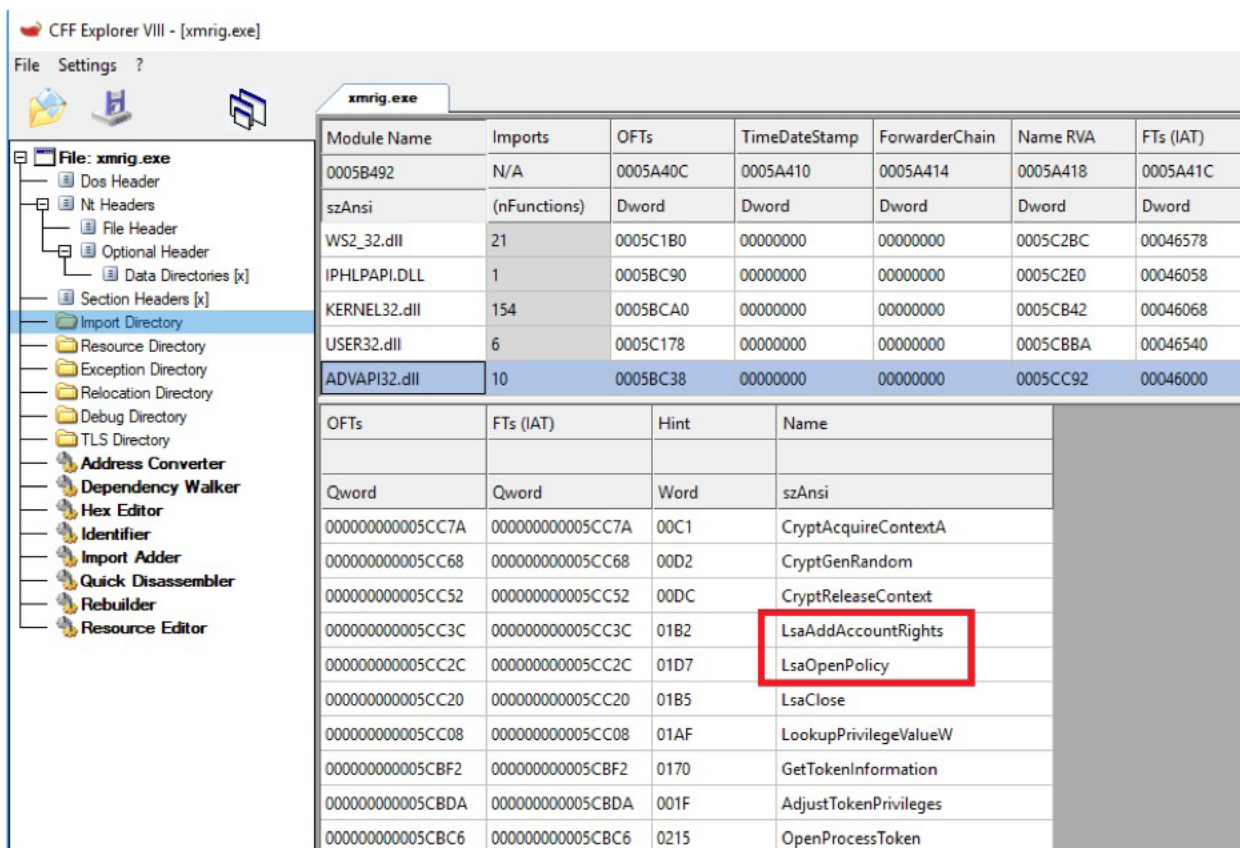 CFF Explorer VIII - [xmrig.exe]
File Settings ?
xmrig.exe
File: xmrig.exe
Dos Header
Nt Headers
File Header
Optional Header
Data Directories [x]
Section Headers [x]
Import Directory
Resource Directory
Exception Directory
Relocation Directory
Debug Directory
TLS Directory
Address Converter
Dependency Walker
Hex Editor
Identifier
Import Adder
Quick Disassembler
Rebuilder
Resource Editor
Module Name Imports OFTs TimeDateStamp ForwarderChain Name RVA FTs (IAT)
0005B492 N/A 0005A40C 0005A410 0005A414 0005A418 0005A41C
szAnsi (nFunctions) Dword Dword Dword Dword Dword
WS2_32.dll 21 0005C1B0 00000000 00000000 0005C2BC 00046578
IPHLPAPI.DLL 1 0005BC90 00000000 00000000 0005C2E0 00046058
KERNEL32.dll 154 0005BCA0 00000000 00000000 0005CB42 00046068
USER32.dll 6 0005C178 00000000 00000000 0005CBBA 00046540
ADVAPI32.dll 10 0005BC38 00000000 00000000 0005CC92 00046000
OFTs FTs (IAT) Hint Name
Qword Qword Word szAnsi
000000000005CC7A 000000000005CC7A 00C1 CryptAcquireContextA
000000000005CC68 000000000005CC68 00D2 CryptGenRandom
000000000005CC52 000000000005CC52 00DC CryptReleaseContext
000000000005CC3C 000000000005CC3C 01B2 LsaAddAccountRights
000000000005CC2C 000000000005CC2C 01D7 LsaOpenPolicy
000000000005CC20 000000000005CC20 01B5 LsaClose
000000000005CC08 000000000005CC08 01AF LookupPrivilegeValueW
000000000005CBF2 000000000005CBF2 0170 GetTokenInformation
000000000005CBDA 000000000005CBDA 001F AdjustTokenPrivileges
000000000005CBC6 000000000005CBC6 0215 OpenProcessToken